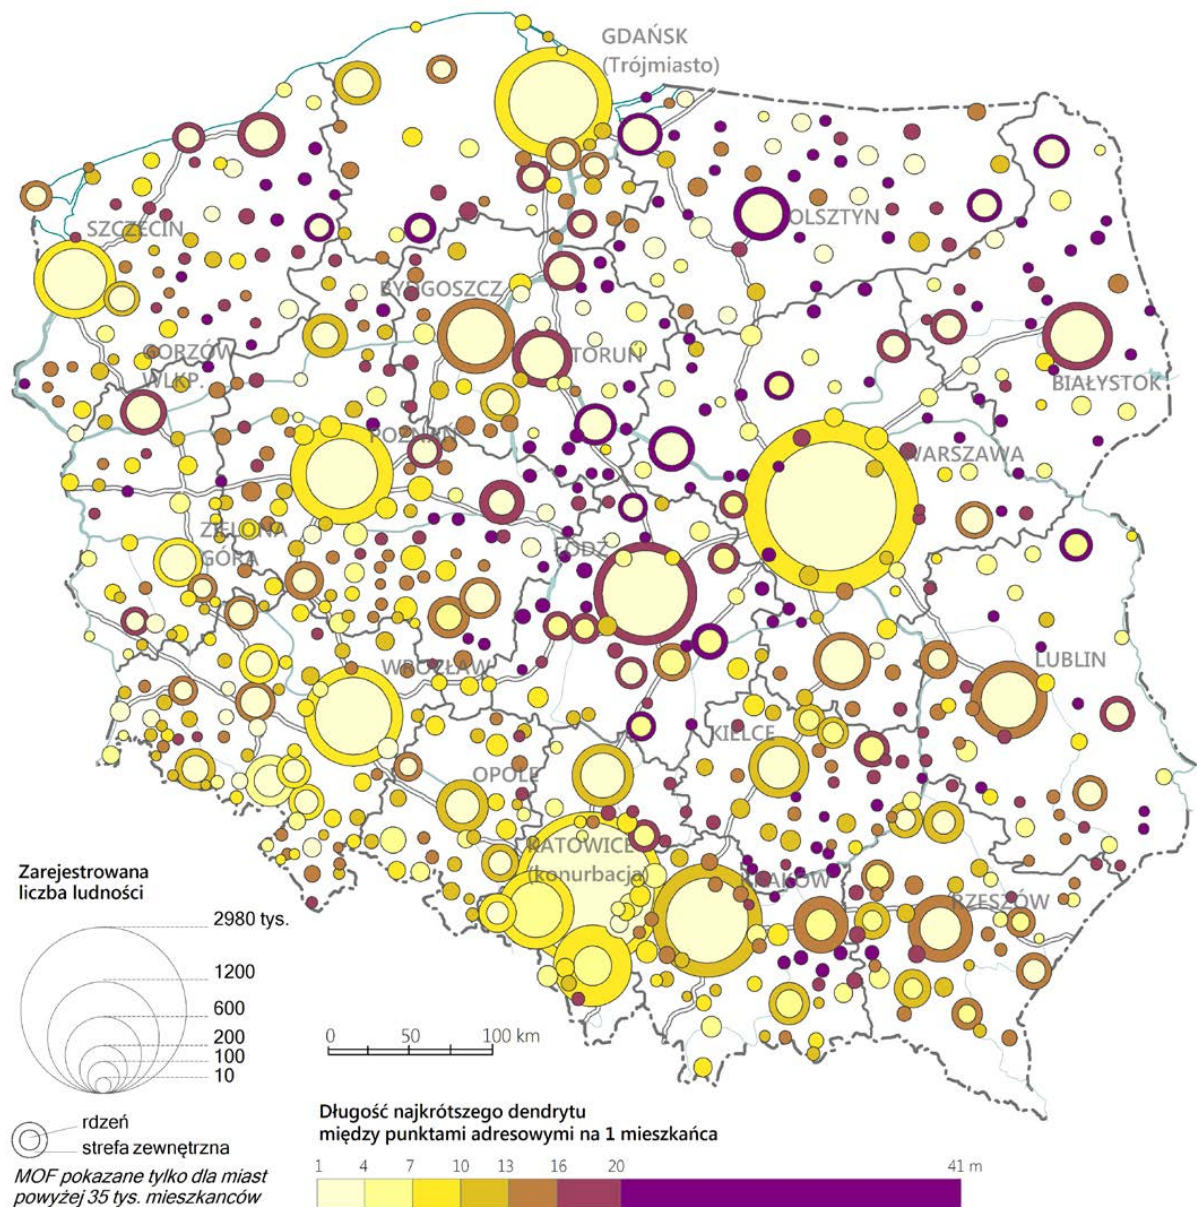 GDAŃSK
(Trójmiasto)
SZCZECIN
OLSZTYN
BYDGOSZCZ
GORZÓW
WLKP.
TORUŃ
BIAŁYSTOK
POZNAŃ
WARSZAWA
ZIELONA
GÓRA
ŁÓDŹ
WROCŁAW
LUBLIN
KIELCE
OPOLE
KATOWICE
(konurbacja)
KRAKÓW
RZESZÓW
Zarejestrowana
liczba ludności
2980 tys.
1200
600
200
100
10
0 50 100 km
rdzeń
strefa zewnętrzna
MOF pokazane tylko dla miast
powyżej 35 tys. mieszkanców
Długość najkrótszego dendrytu
między punktami adresowymi na 1 mieszkańca
1 4 7 10 13 16 20 41 m